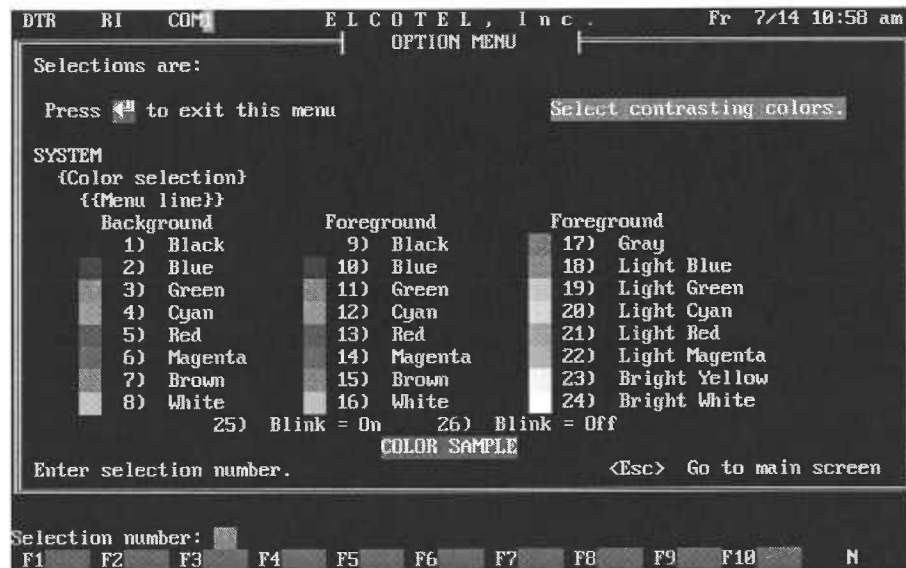 DTR RI COM1 E L C O T E L , I n c . Fr 7/14 10:58 am
OPTION MENU
Selections are:
Press to exit this menu Select contrasting colors.
SYSTEM
{Color selection}
{{Menu line}}
Background Foreground Foreground
1) Black 9) Black 17) Gray
2) Blue 10) Blue 18) Light Blue
3) Green 11) Green 19) Light Green
4) Cyan 12) Cyan 20) Light Cyan
5) Red 13) Red 21) Light Red
6) Magenta 14) Magenta 22) Light Magenta
7) Brown 15) Brown 23) Bright Yellow
8) White 16) White 24) Bright White
25) Blink = On 26) Blink = Off
COLOR SAMPLE
Enter selection number. <Esc> Go to main screen
Selection number:
F1 F2 F3 F4 F5 F6 F7 F8 F9 F10 N